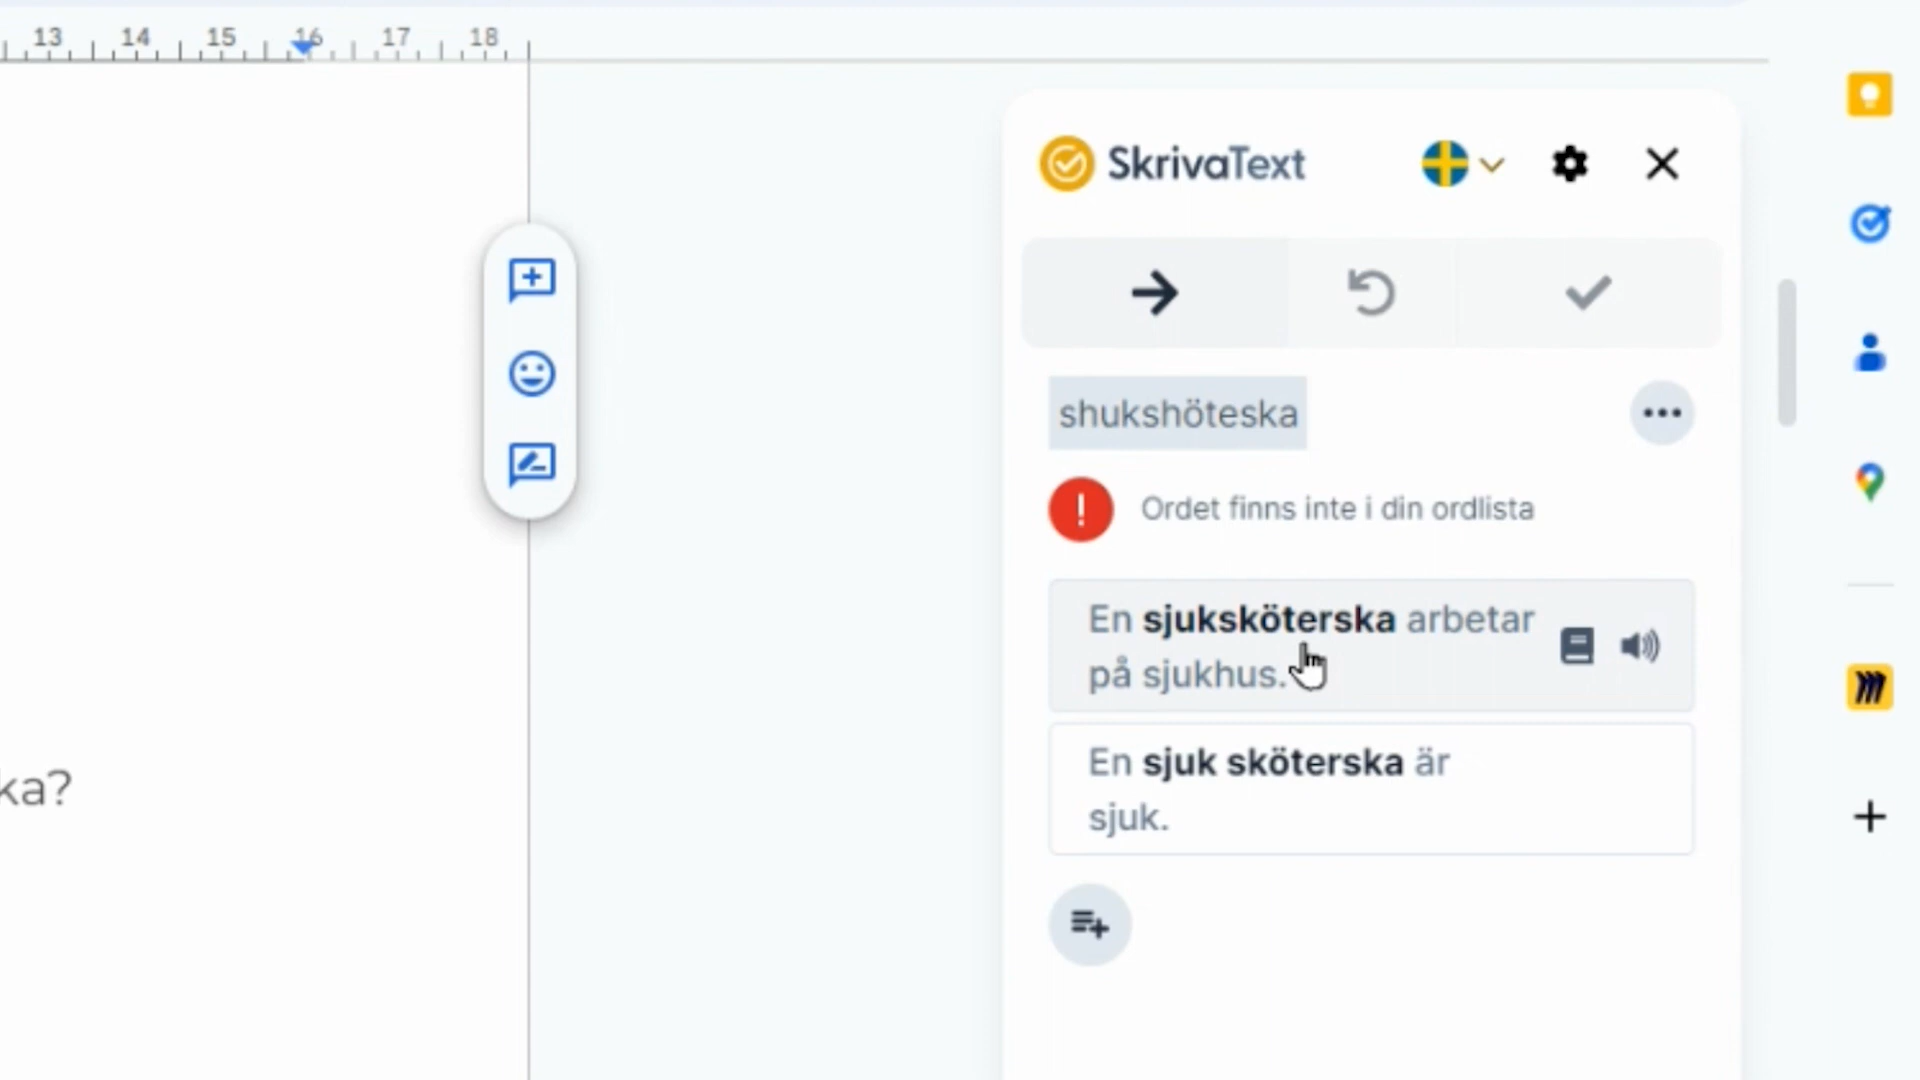 13 14 15 16 17 18
SkrivaText
shukshöteska
Ordet finns inte i din ordlista
En sjuksköterska arbetar
på sjukhus.
En sjuk sköterska är
sjuk.
ka?